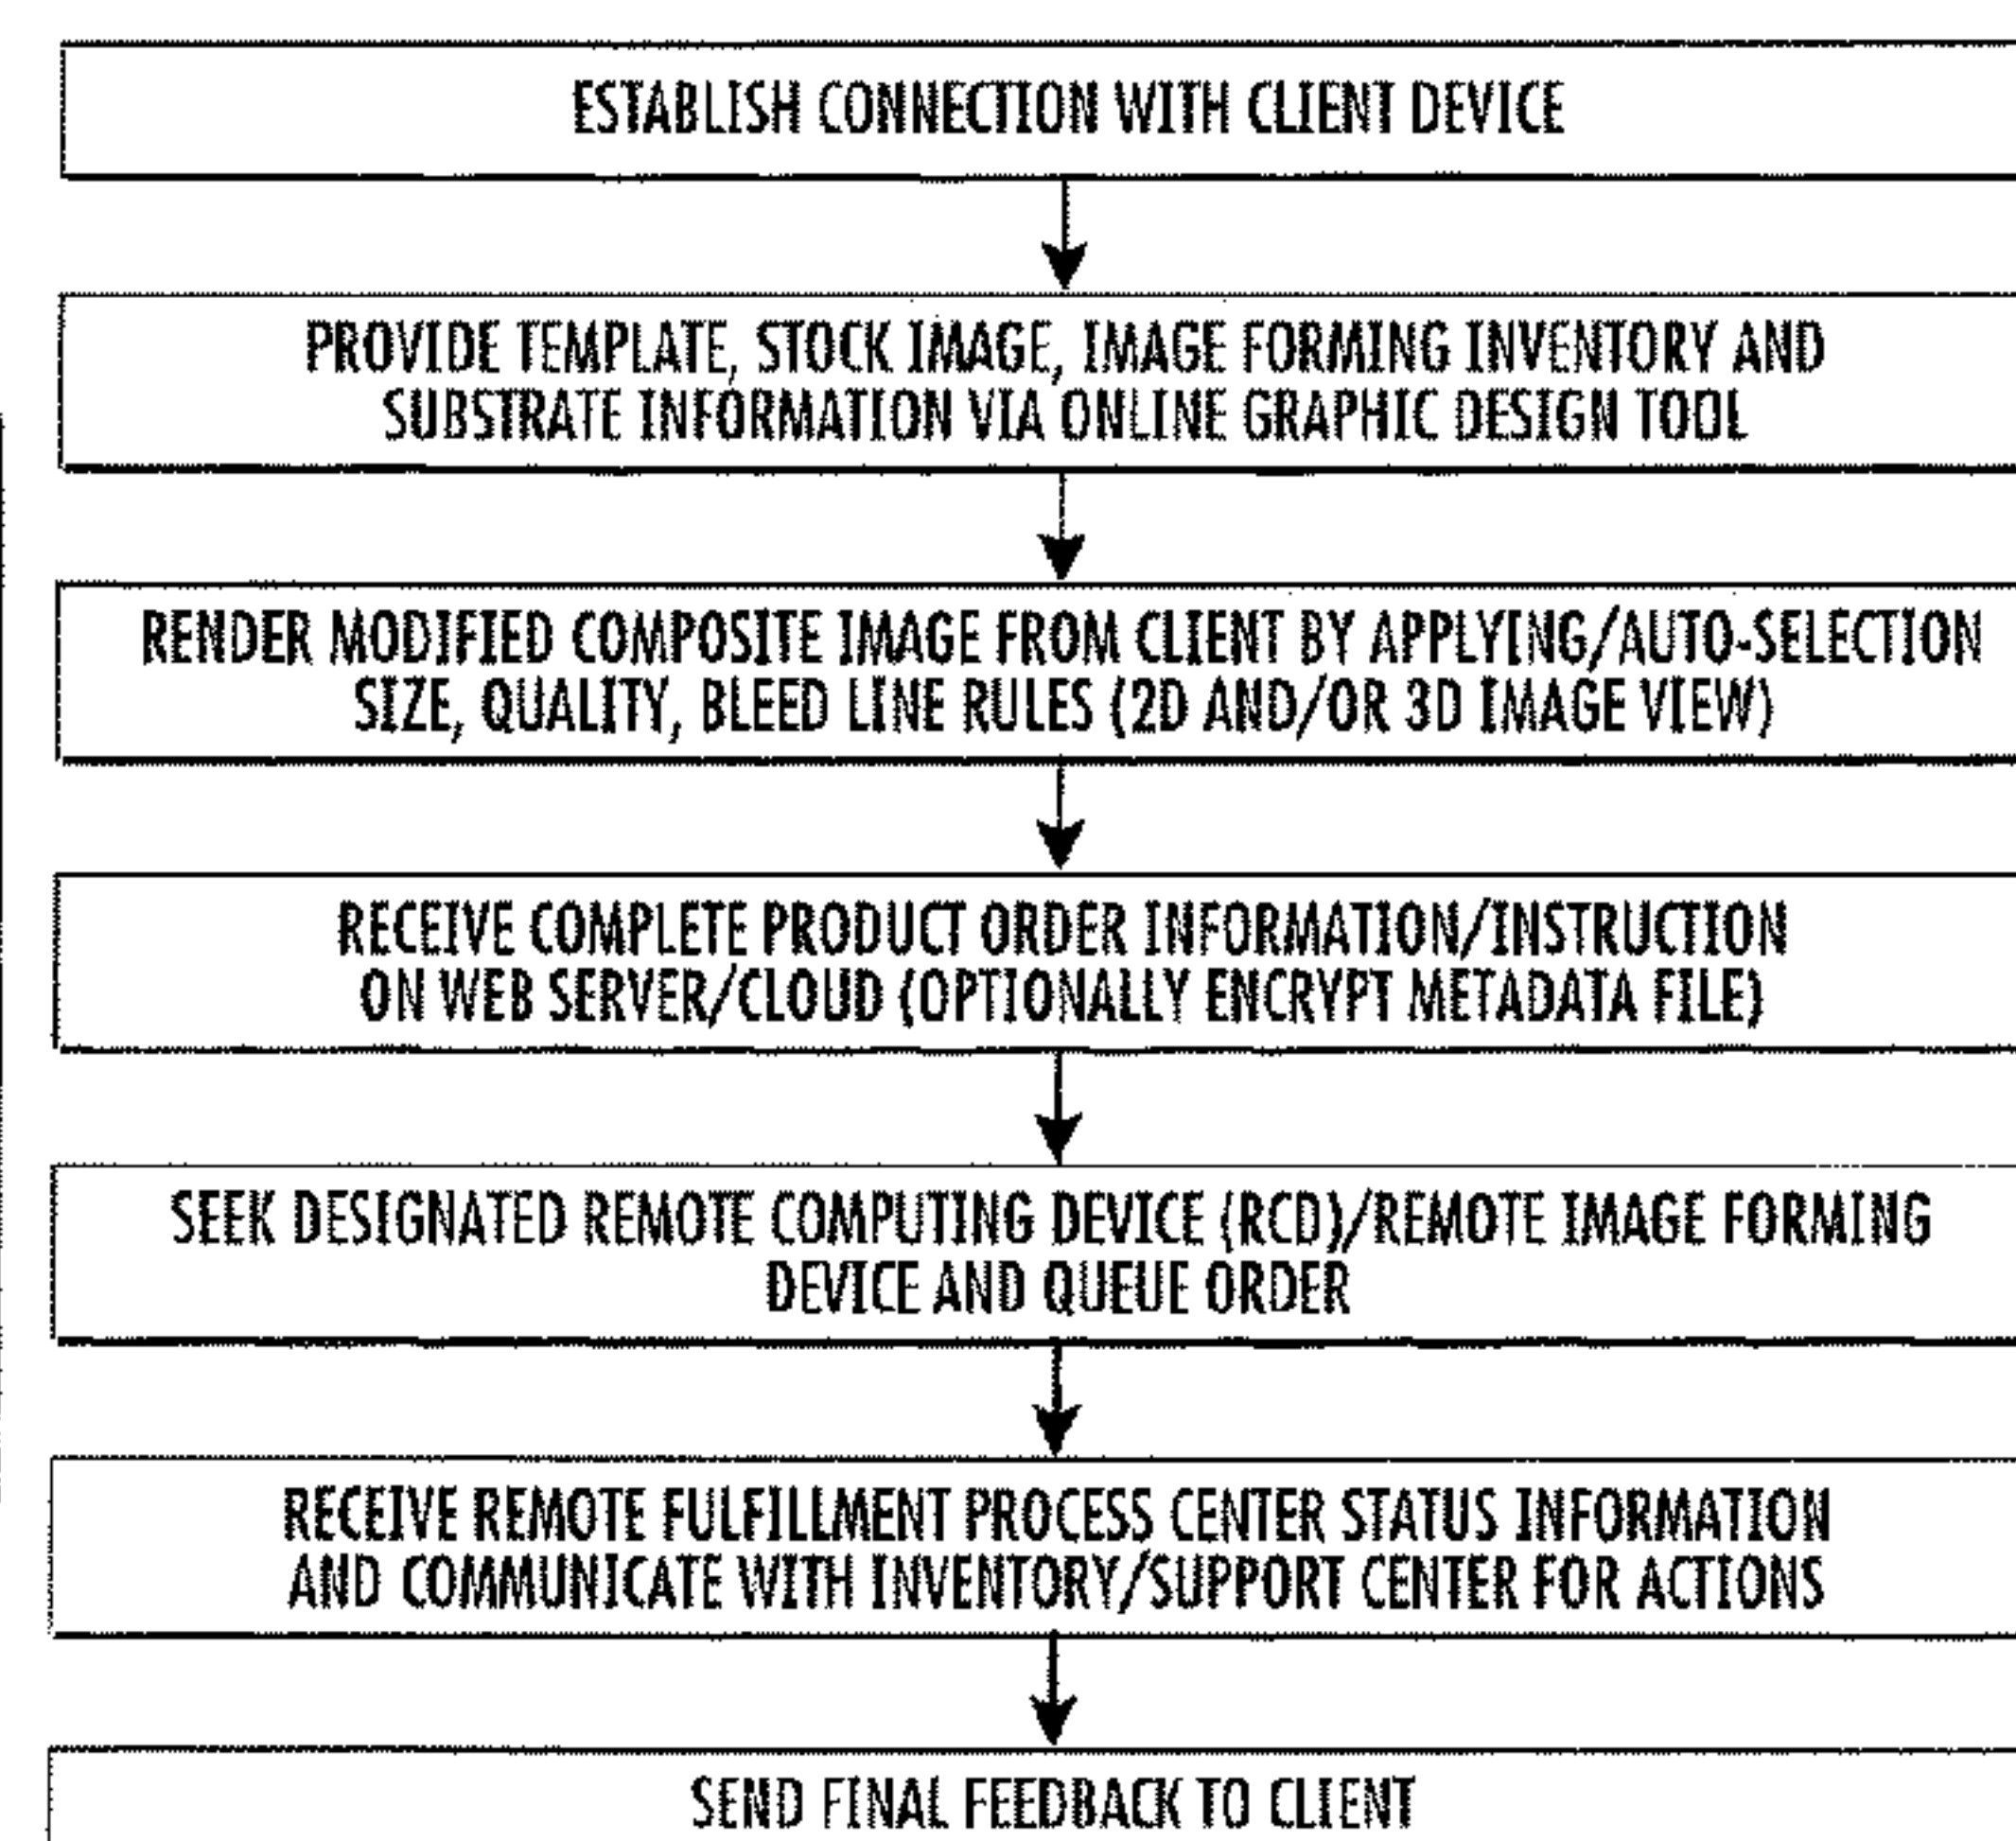 ESTABLISH CONNECTION WITH CLIENT DEVICE
PROVIDE TEMPLATE, STOCK IMAGE, IMAGE FORMING INVENTORY AND
SUBSTRATE INFORMATION VIA ONLINE GRAPHIC DESIGN TOOL
RENDER MODIFIED COMPOSITE IMAGE FROM CLIENT BY APPLYING/AUTO-SELECTION
SIZE, QUALITY, BLEED LINE RULES (2D AND/OR 3D IMAGE VIEW)
RECEIVE COMPLETE PRODUCT ORDER INFORMATION/INSTRUCTION
ON WEB SERVER/CLOUD (OPTIONALLY ENCRYPT METADATA FILE)
SEEK DESIGNATED REMOTE COMPUTING DEVICE (RCD)/REMOTE IMAGE FORMING
DEVICE AND QUEUE ORDER
RECEIVE REMOTE FULFILLMENT PROCESS CENTER STATUS INFORMATION
AND COMMUNICATE WITH INVENTORY/SUPPORT CENTER FOR ACTIONS
SEND FINAL FEEDBACK TO CLIENT